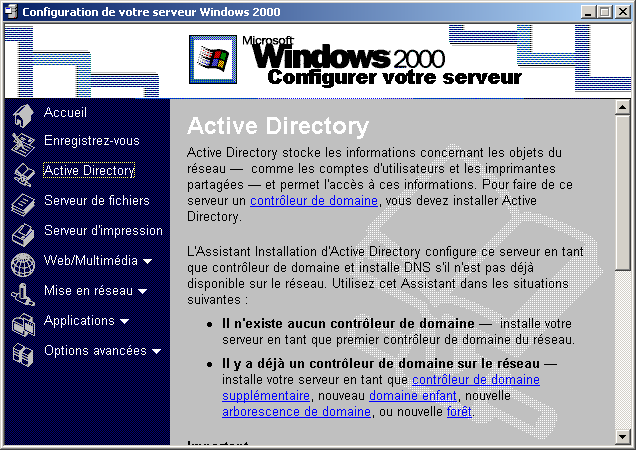 Configuration de votre serveur Windows 2000
Microsoft
Windows 2000
Configurer votre serveur
Accueil
Enregistrez-vous
Active Directory
Serveur de fichiers
Serveur d'impression
Web/Multimédia
Mise en réseau
Applications
Options avancées
Active Directory
Active Directory stocke les informations concernant les objets du
réseau — comme les comptes d'utilisateurs et les imprimantes
partagées — et permet l'accès à ces informations. Pour faire de ce
serveur un contrôleur de domaine, vous devez installer Active
Directory.
L'Assistant Installation d'Active Directory configure ce serveur en tant
que contrôleur de domaine et installe DNS s'il n'est pas déjà
disponible sur le réseau. Utilisez cet Assistant dans les situations
suivantes :
• Il n'existe aucun contrôleur de domaine — installe votre
serveur en tant que premier contrôleur de domaine du réseau.
• Il y a déjà un contrôleur de domaine sur le réseau —
installe votre serveur en tant que contrôleur de domaine
supplémentaire, nouveau domaine enfant, nouvelle
arborescence de domaine, ou nouvelle forêt.
Important